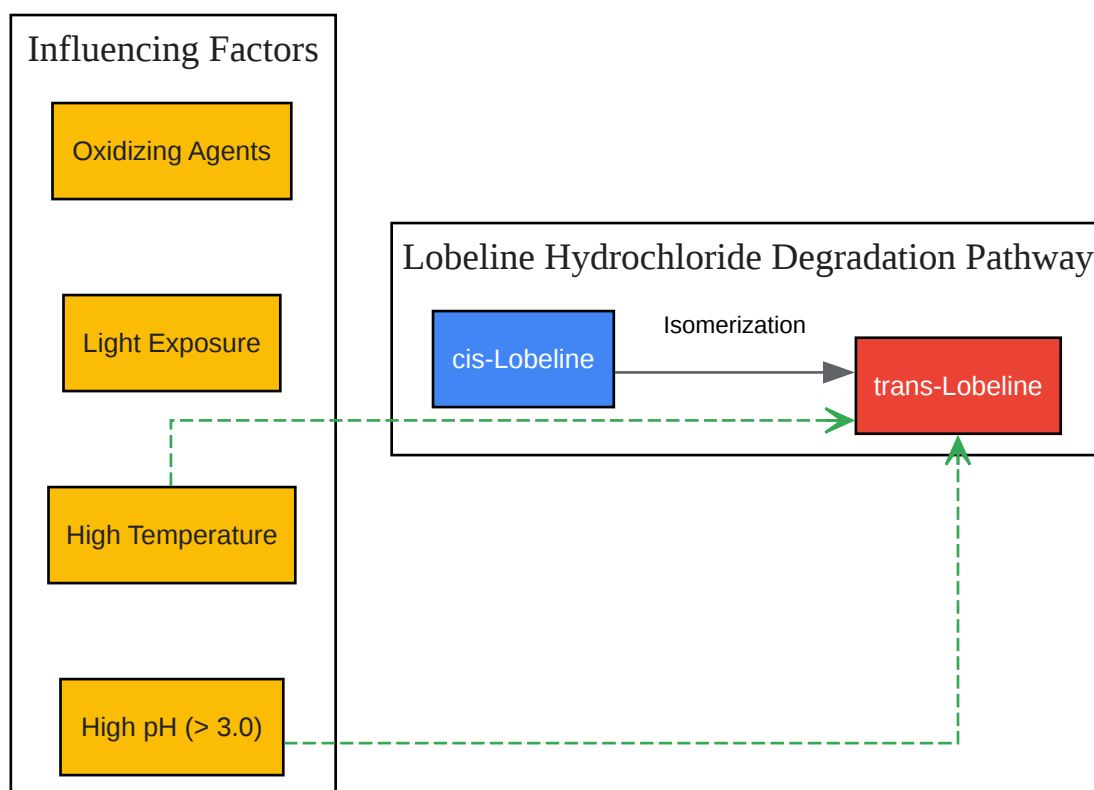 Influencing Factors
Oxidizing Agents
Light Exposure
High Temperature
High pH (> 3.0)
Lobeline Hydrochloride Degradation Pathway
cis-Lobeline
Isomerization
trans-Lobeline